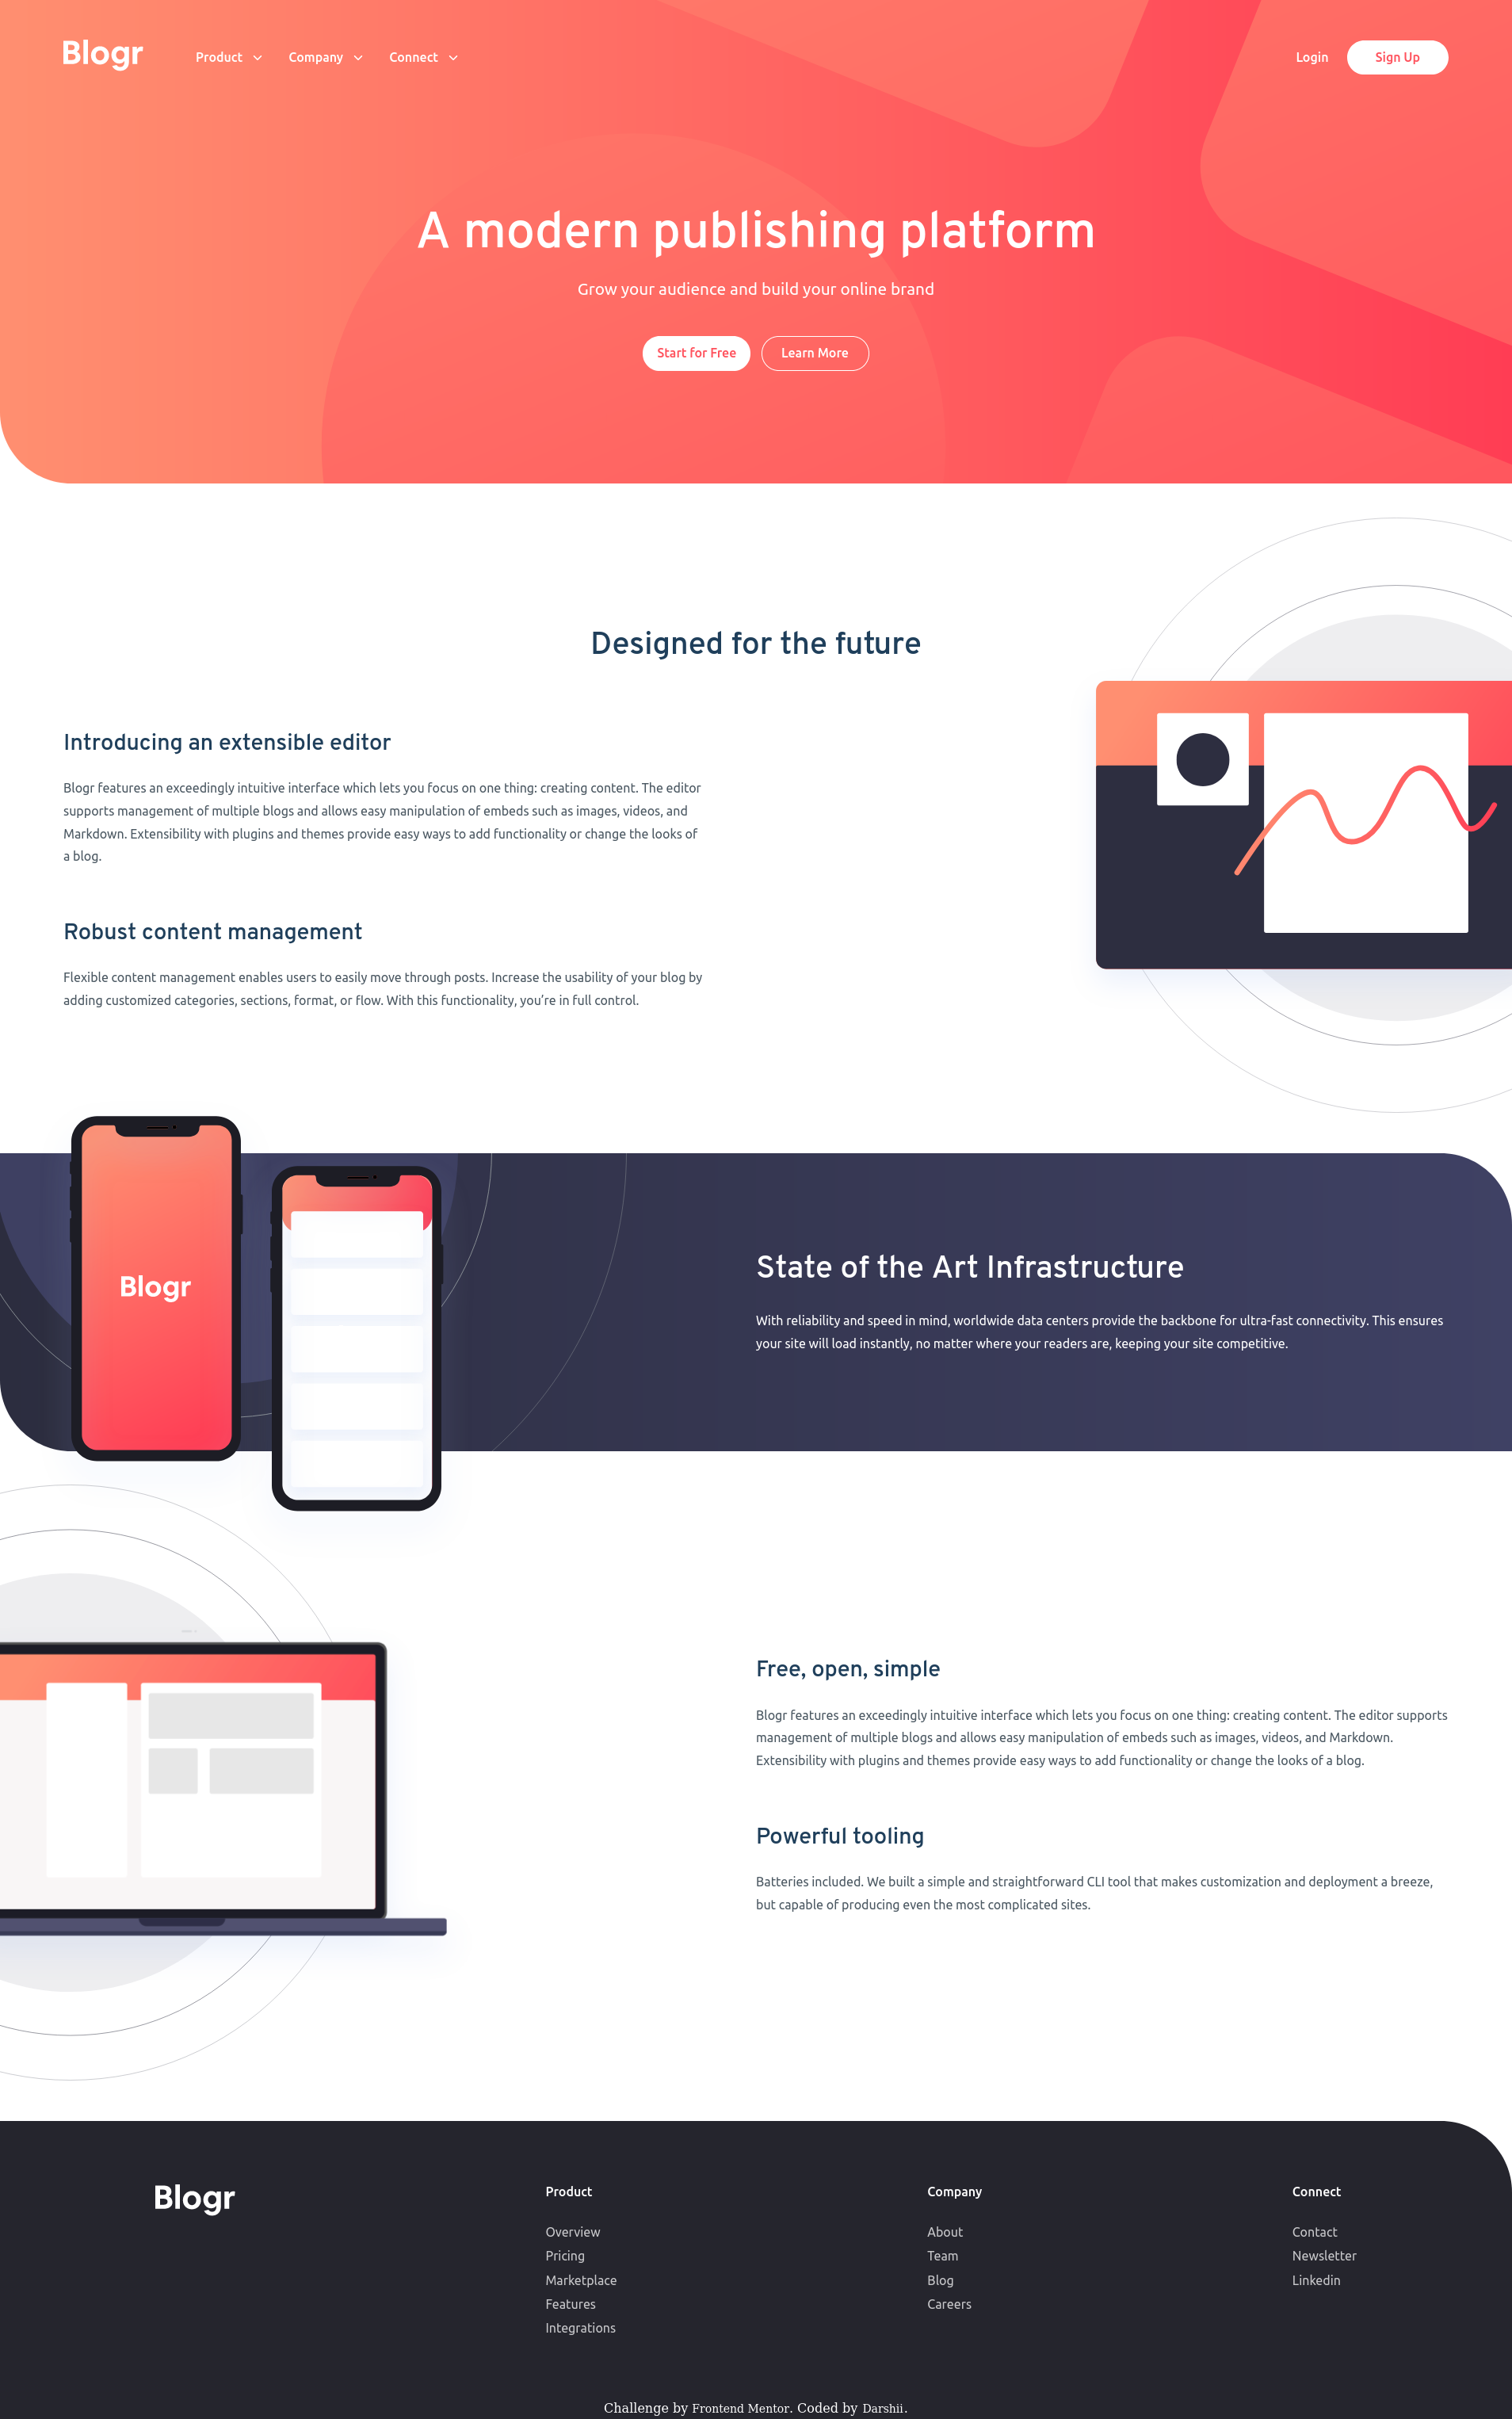 Blogr
Product
Company
Connect
Login
Sign Up
A modern publishing platform
Grow your audience and build your online brand
Start for Free
Learn More
Designed for the future
Introducing an extensible editor
Blogr features an exceedingly intuitive interface which lets you focus on one thing: creating content. The editor
supports management of multiple blogs and allows easy manipulation of embeds such as images, videos, and
Markdown. Extensibility with plugins and themes provide easy ways to add functionality or change the looks of
a blog.
Robust content management
Flexible content management enables users to easily move through posts. Increase the usability of your blog by
adding customized categories, sections, format, or flow. With this functionality, you’re in full control.
Blogr
State of the Art Infrastructure
With reliability and speed in mind, worldwide data centers provide the backbone for ultra-fast connectivity. This ensures
your site will load instantly, no matter where your readers are, keeping your site competitive.
Free, open, simple
Blogr features an exceedingly intuitive interface which lets you focus on one thing: creating content. The editor supports
management of multiple blogs and allows easy manipulation of embeds such as images, videos, and Markdown.
Extensibility with plugins and themes provide easy ways to add functionality or change the looks of a blog.
Powerful tooling
Batteries included. We built a simple and straightforward CLI tool that makes customization and deployment a breeze,
but capable of producing even the most complicated sites.
Blogr
Product
Overview
Pricing
Marketplace
Features
Integrations
Company
About
Team
Blog
Careers
Connect
Contact
Newsletter
Linkedin
Challenge by Frontend Mentor. Coded by Darshii.